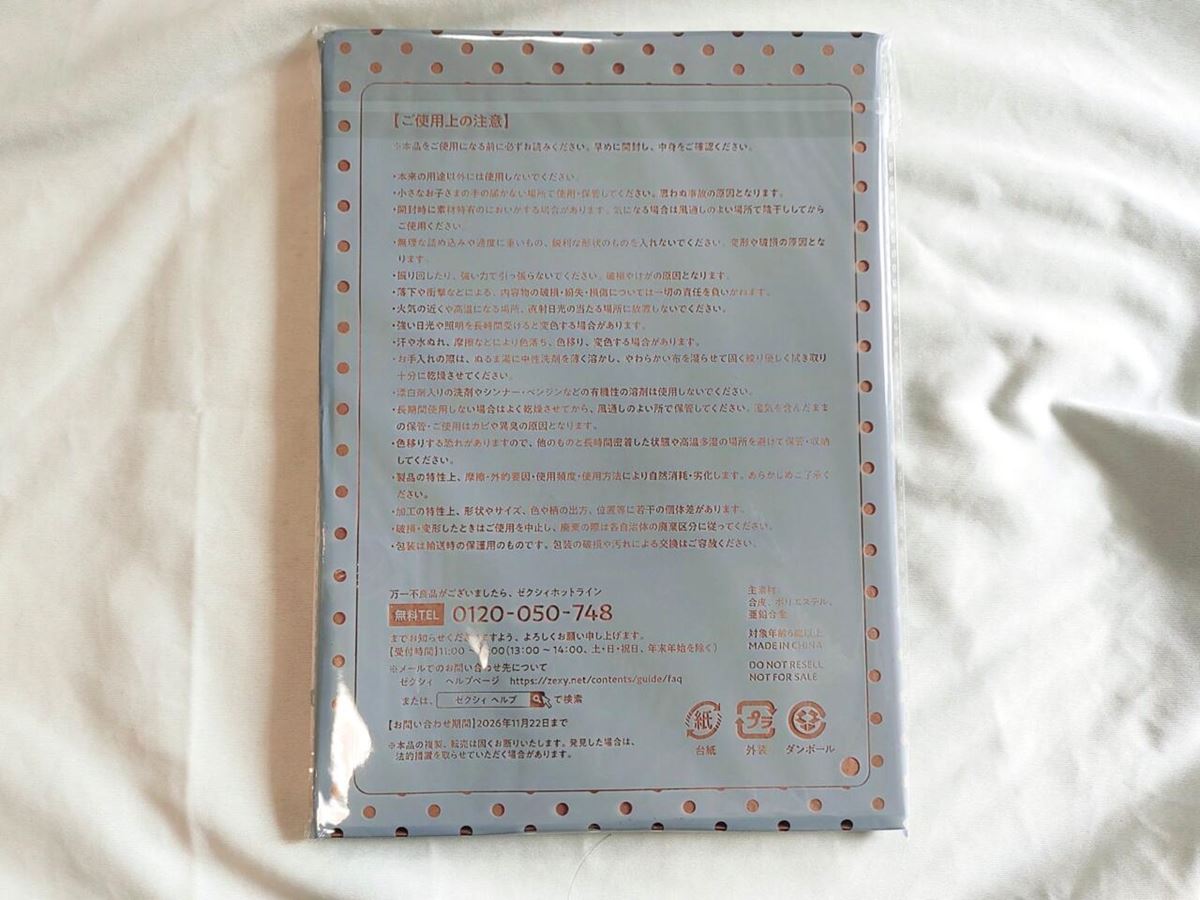 【ご使用上の注意】
※本品をご使用になる前に必ずお読みください。早めに開封し、中身をご確認ください。
・本来の用途以外には使用しないでください。
・小さなお子さまの手の届かない場所で使用・保管してください。思わぬ事故の原因となります。
・開封時に素材特有のにおいがする場合があります。気になる場合は風通しのよい場所で陰干ししてから
ご使用ください。
・無理な詰め込みや過度に重いもの、鋭利な形状のものを入れないでください。変形や破損の原因とな
ります。
・振り回したり、強い力で引っ張らないでください。破損やけがの原因となります。
・落下や衝撃などによる、内容物の破損・紛失・損傷については一切の責任を負いかねます。
・火気の近くや高温になる場所、直射日光の当たる場所に放置しないでください。
・強い日光や照明を長時間受けると変色する場合があります。
・汗や水ぬれ、摩擦などにより色落ち、色移り、変色する場合があります。
・お手入れの際は、ぬるま湯に中性洗剤を薄く溶かし、やわらかい布を湿らせて固く絞り優しく拭き取り
十分に乾燥させてください。
・漂白剤入りの洗剤やシンナー・ベンジンなどの有機性の溶剤は使用しないでください。
・長期間使用しない場合はよく乾燥させてから、風通しのよい所で保管してください。湿気を含んだまま
の保管・ご使用はカビや異臭の原因となります。
・色移りする恐れがありますので、他のものと長時間密着した状態や高温多湿の場所を避けて保管・収納
してください。
・製品の特性上、摩擦・外的要因・使用頻度・使用方法により自然消耗・劣化します。あらかじめご了承く
ださい。
・加工の特性上、形状やサイズ、色や柄の出方、位置等に若干の個体差があります。
・破損・変形したときはご使用を中止し、廃棄の際は各自治体の廃棄区分に従ってください。
・包装は輸送時の保護用のものです。包装の破損や汚れによる交換はご容赦ください。
万一不良品がございましたら、ゼクシィホットライン
無料TEL 0120-050-748
までお知らせくださいますよう、よろしくお願い申し上げます。
【受付時間】11:00 00(13:00～14:00、土・日・祝日、年末年始を除く)
※メールでのお問い合わせ先について
ゼクシィ ヘルプページ https://zexy.net/contents/guide/faq
または、 ゼクシィ ヘルプ で検索
【お問い合わせ期間】2026年11月22日まで
※本品の複製、転売は固くお断りいたします。発見した場合は、
法的措置を取らせていただく場合があります。
主素材:
合皮、ポリエステル、
亜鉛合金
対象年齢6歳以上
MADE IN CHINA
DO NOT RESELL
NOT FOR SALE
紙 プラ
台紙 外装 ダンボール